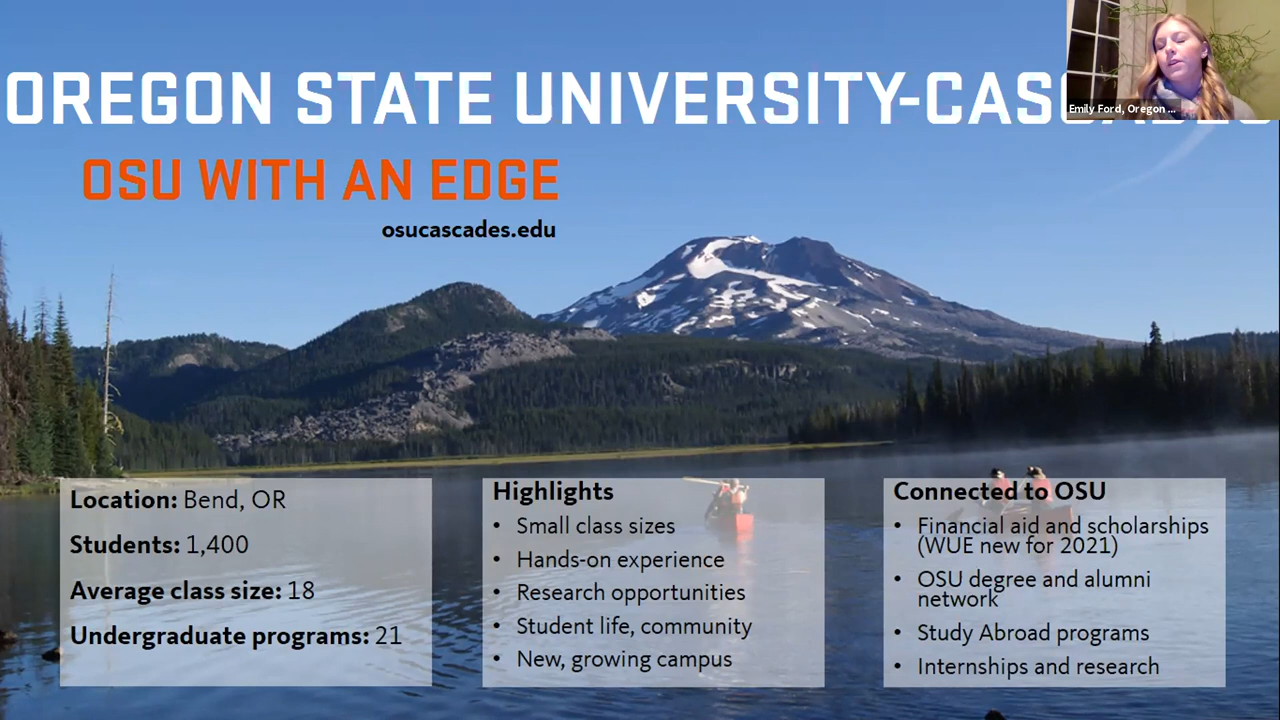 OREGON STATE UNIVERSITY-CAS
Emily Ford, Oregon ...
OSU WITH AN EDGE
osucascades.edu
Location: Bend, OR
Students: 1,400
Average class size: 18
Undergraduate programs: 21
Highlights
• Small class sizes
• Hands-on experience
• Research opportunities
• Student life, community
• New, growing campus
Connected to OSU
• Financial aid and scholarships
(WUE new for 2021)
• OSU degree and alumni
network
• Study Abroad programs
• Internships and research